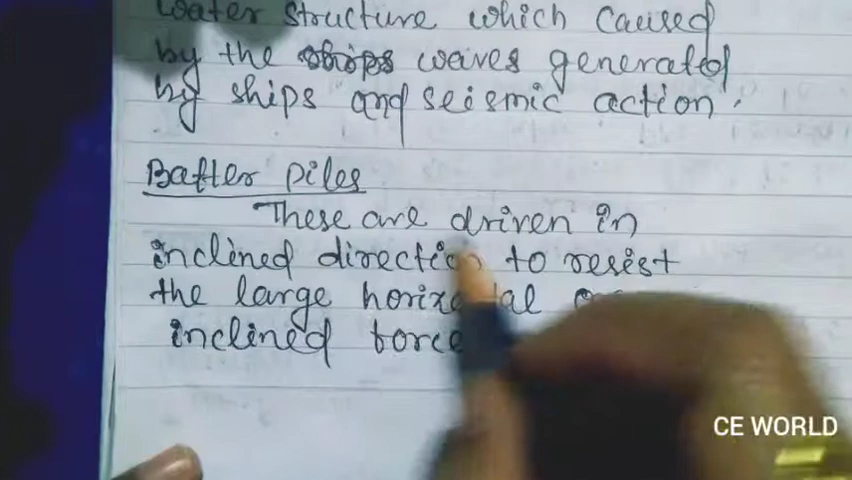 water structure which caused
by the ships waives generated
by ships and seismic action.
Batter piles
These are driven in
inclined direction to resist
the large horizontal
inclined force
CE WORLD